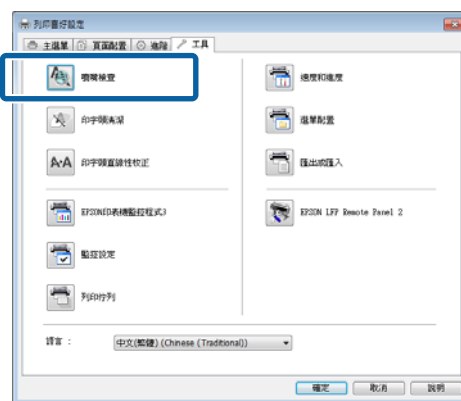 列印喜好設定
主選單 頁面配置 進階 工具
噴嘴檢查
印字頭清潔
印字頭直線性校正
EPSON印表機監控程式3
監控設定
列印佇列
速度和進度
選單配置
匯出或匯入
EPSON LFP Remote Panel 2
語言：
中文(繁體) (Chinese (Traditional))
確定 取消 說明